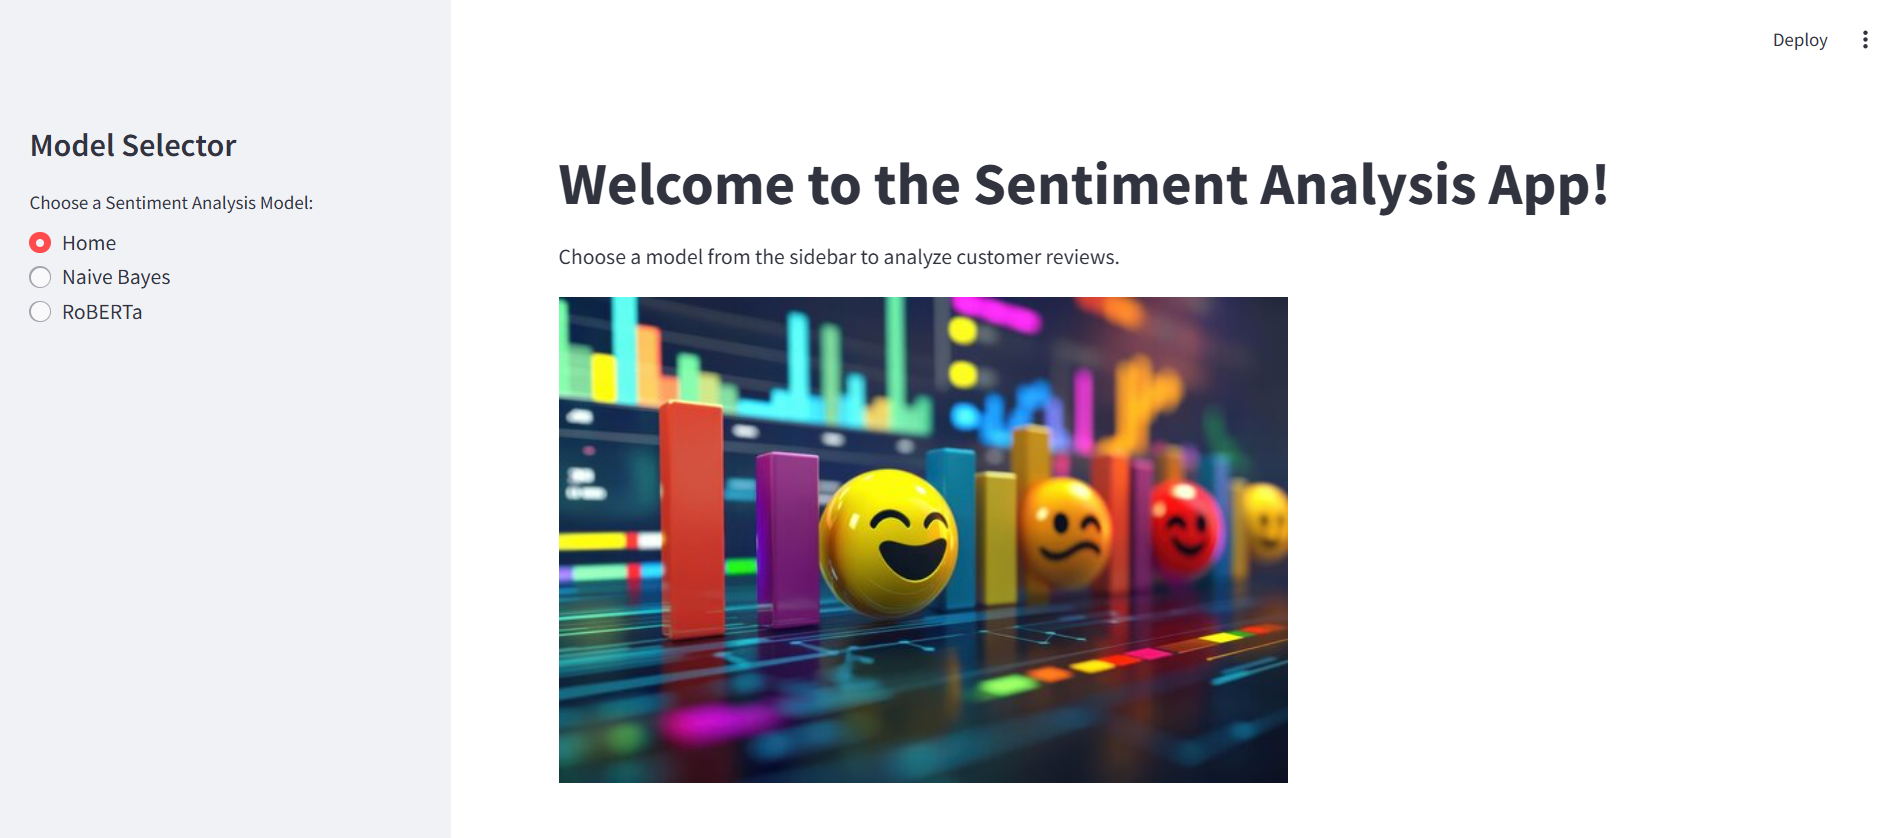 Deploy
Model Selector
Choose a Sentiment Analysis Model:
Home
Naive Bayes
RoBERTa
Welcome to the Sentiment Analysis App!
Choose a model from the sidebar to analyze customer reviews.